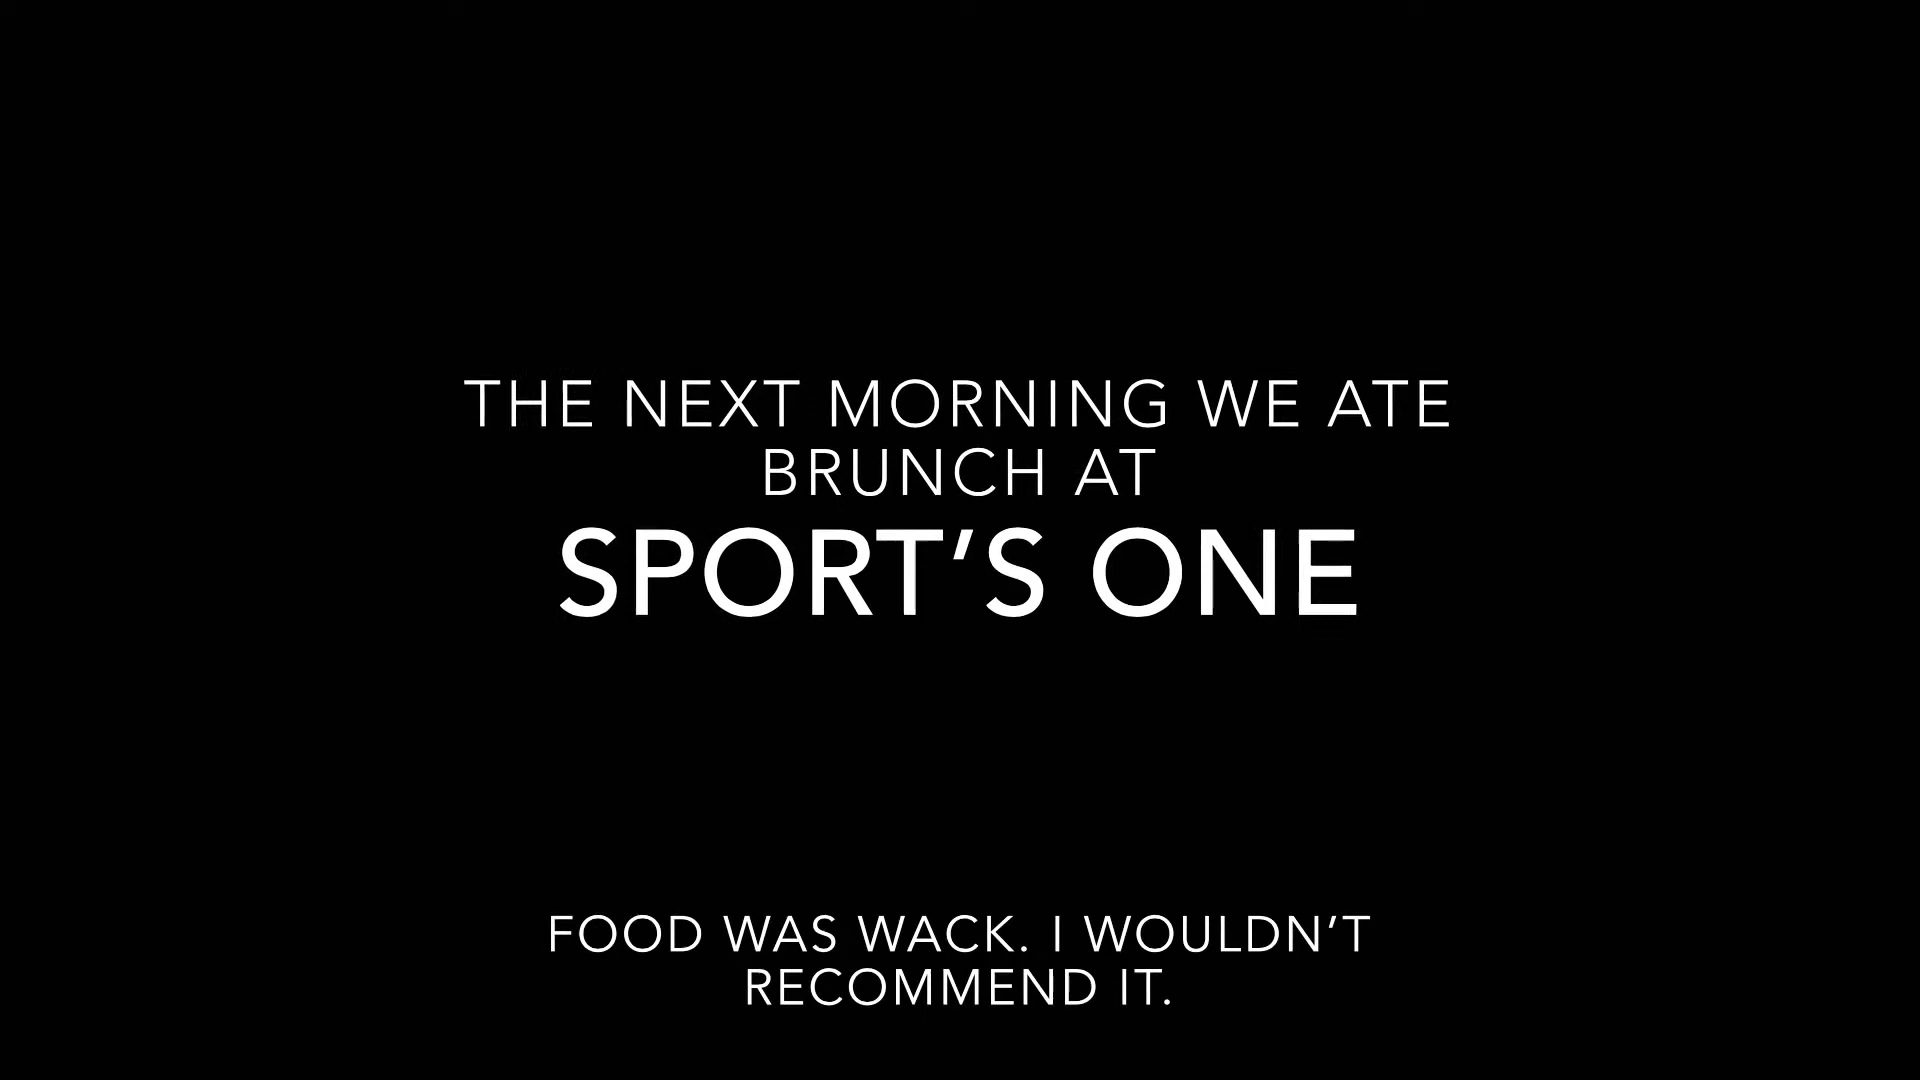 THE NEXT MORNING WE ATE
BRUNCH AT
SPORT’S ONE
FOOD WAS WACK. I WOULDN’T
RECOMMEND IT.